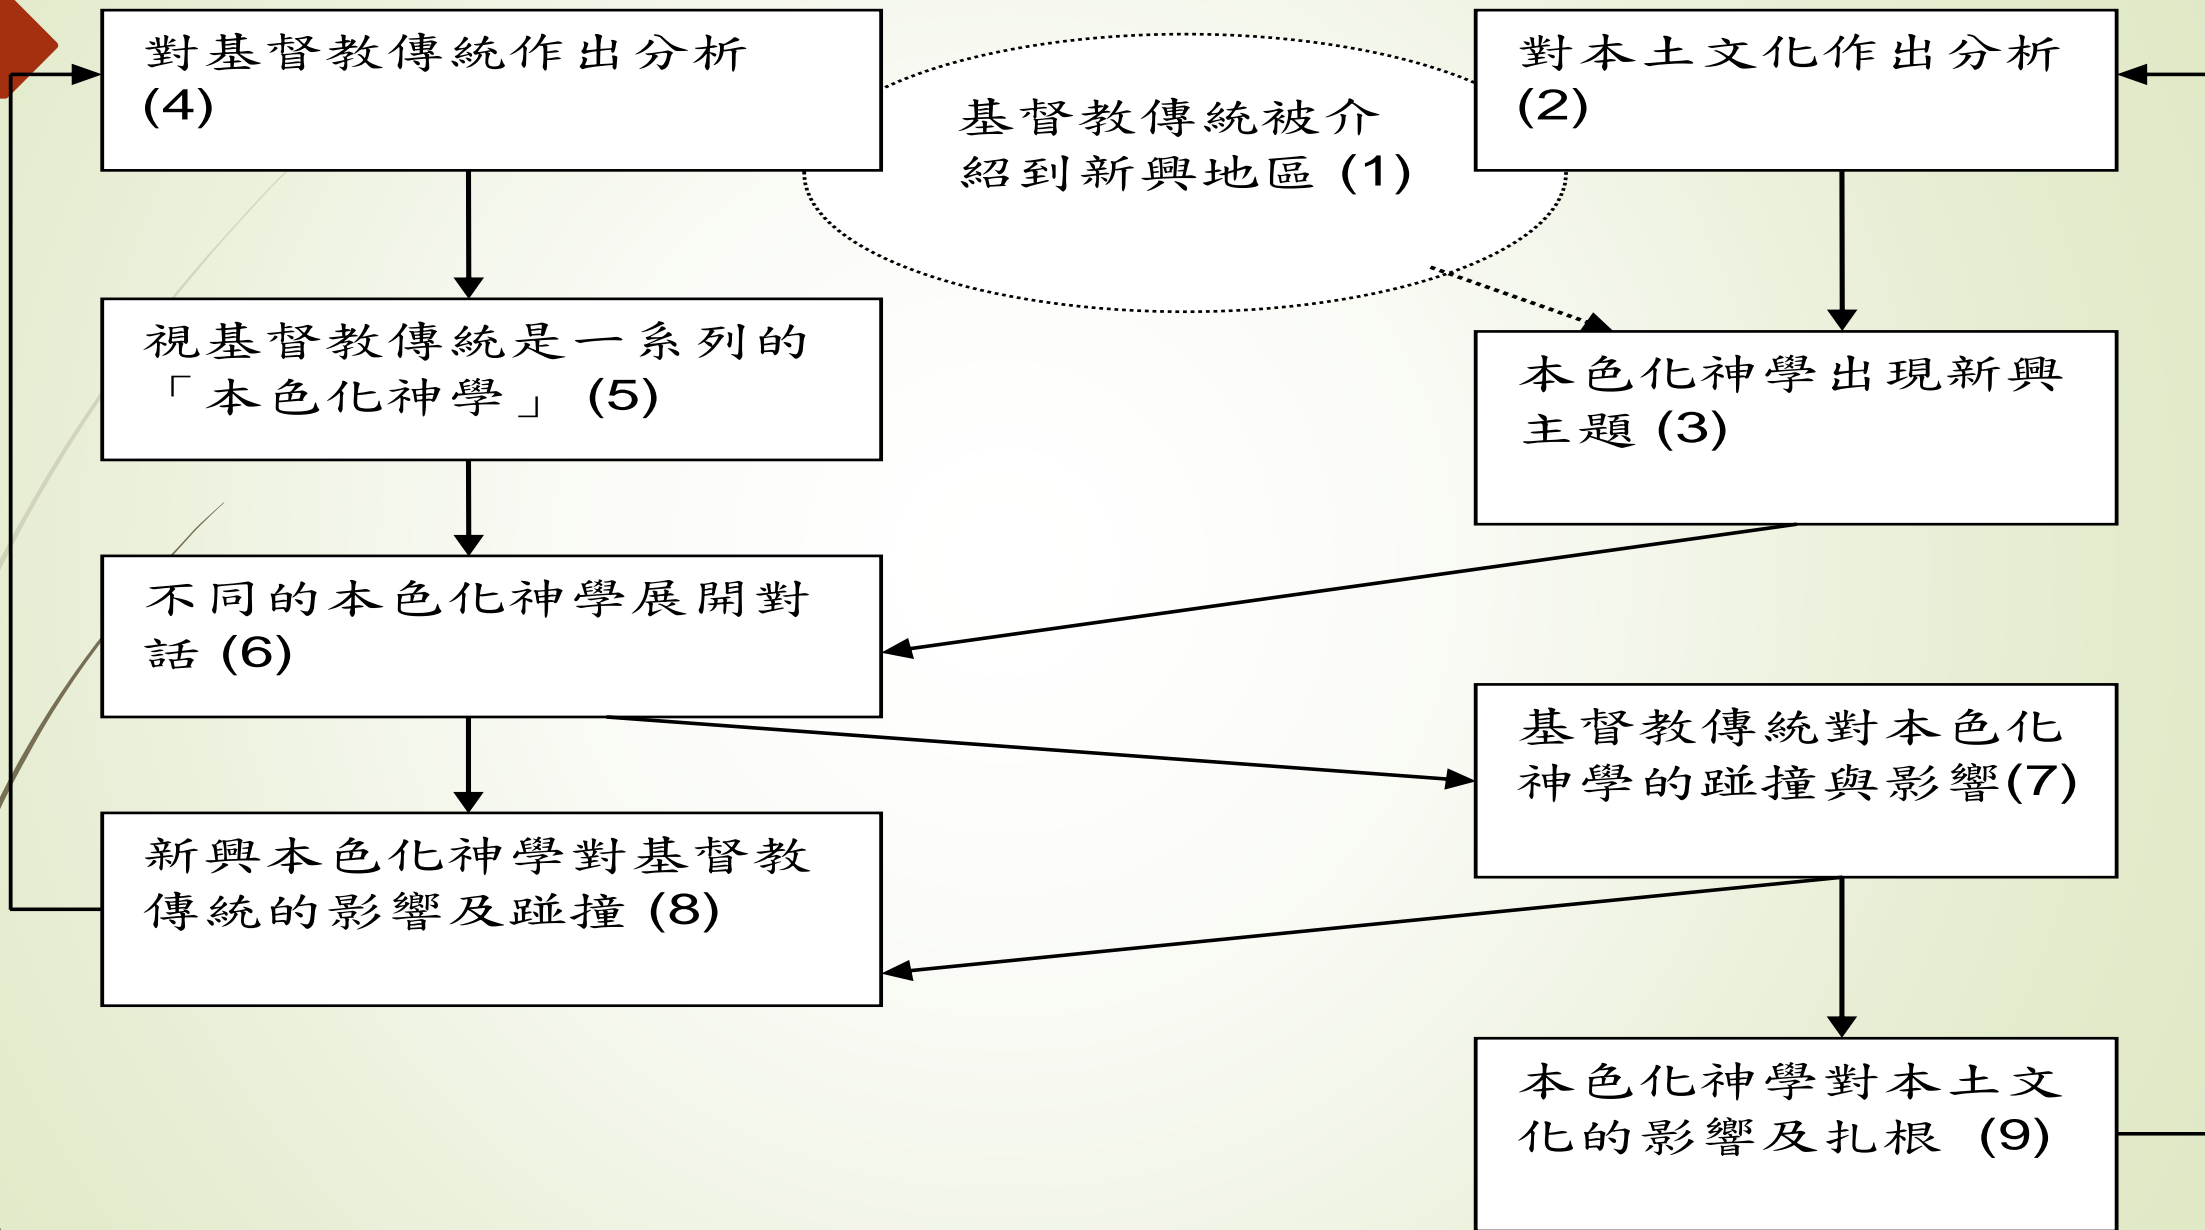 對基督教傳統作出分析
(4)
基督教傳統被介
紹到新興地區 (1)
對本土文化作出分析
(2)
視基督教傳統是一系列的
「本色化神學」 (5)
本色化神學出現新興
主題 (3)
不同的本色化神學展開對
話 (6)
基督教傳統對本色化
神學的踫撞與影響(7)
新興本色化神學對基督教
傳統的影響及踫撞 (8)
本色化神學對本土文
化的影響及扎根 (9)